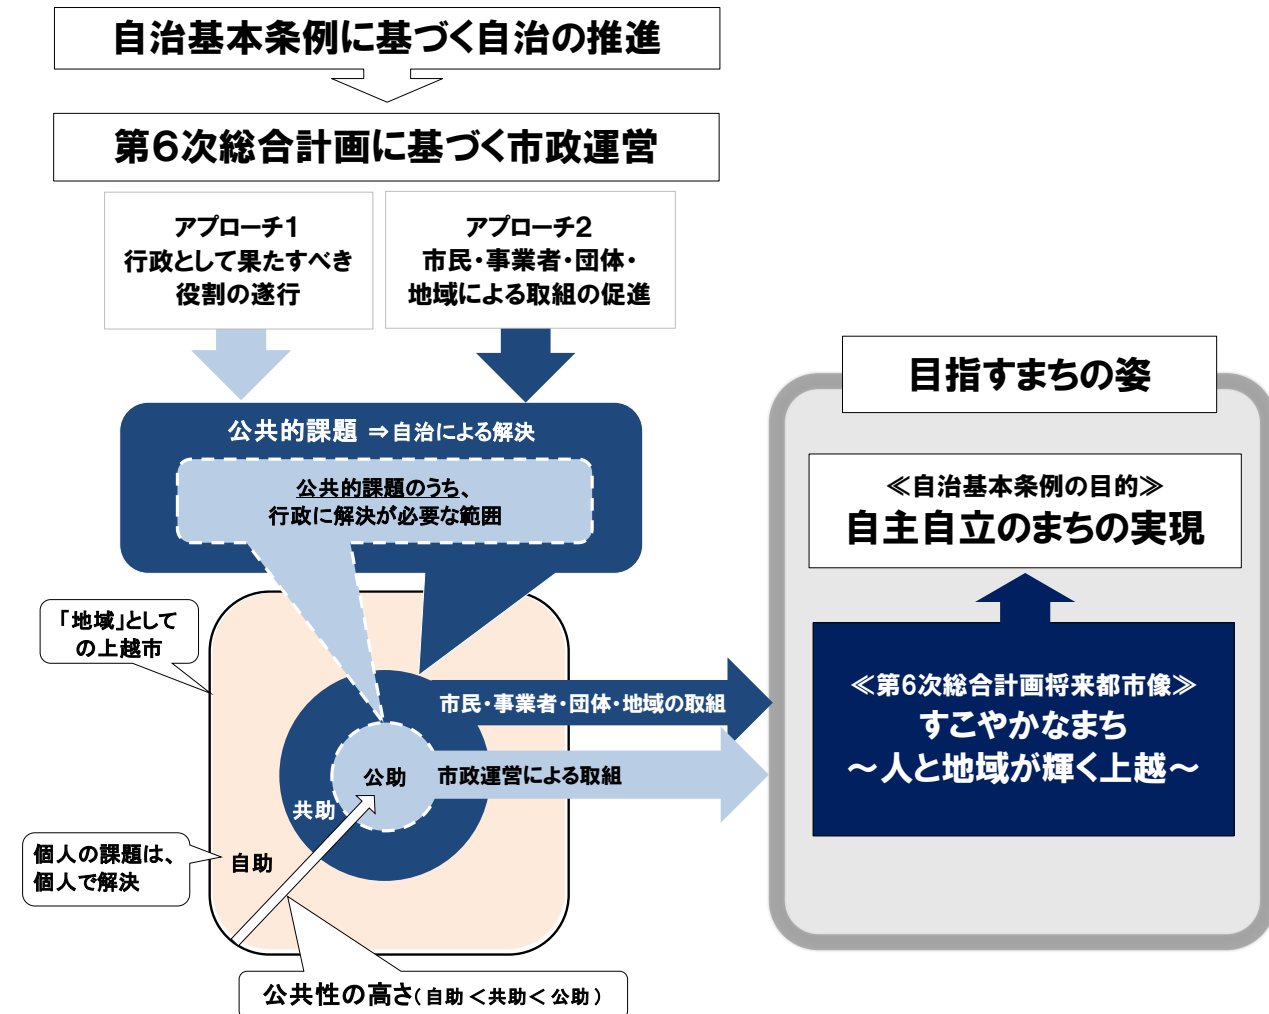 自治基本条例に基づく自治の推進
第6次総合計画に基づく市政運営
アプローチ1
行政として果たすべき
役割の遂行
アプローチ2
市民・事業者・団体・
地域による取組の促進
公共的課題 ⇒自治による解決
公共的課題のうち、
行政に解決が必要な範囲
「地域」として
の上越市
市民・事業者・団体・地域の取組
公助
市政運営による取組
共助
自助
個人の課題は、
個人で解決
公共性の高さ(自助<共助<公助)
目指すまちの姿
≪自治基本条例の目的≫
自主自立のまちの実現
≪第6次総合計画将来都市像≫
すこやかなまち
～人と地域が輝く上越～